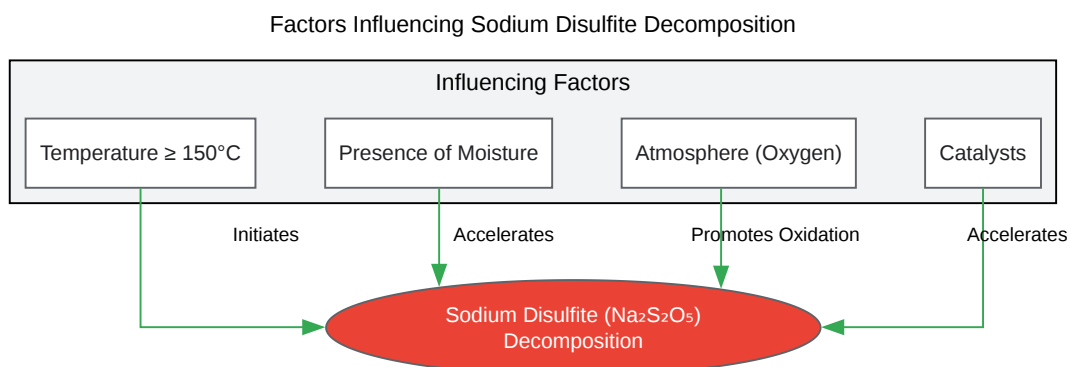 Factors Influencing Sodium Disulfite Decomposition
Influencing Factors
Temperature ≥ 150°C
Presence of Moisture
Atmosphere (Oxygen)
Catalysts
Initiates
Accelerates
Promotes Oxidation
Accelerates
Sodium Disulfite (Na₂S₂O₅)
Decomposition